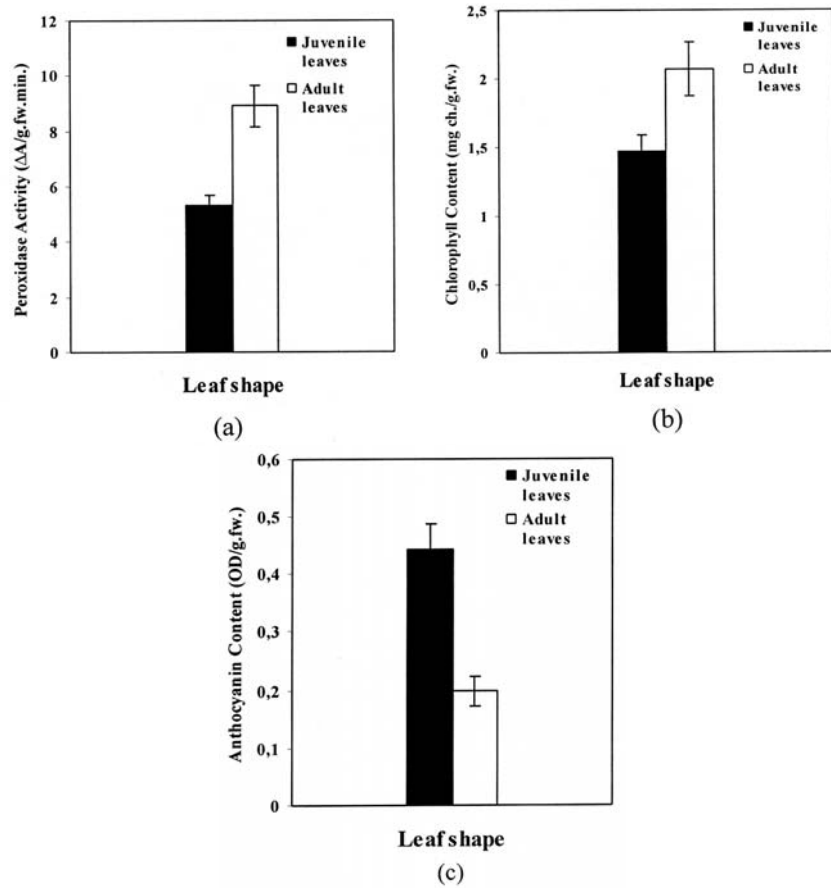 12
10
8
6
4
2
0
Peroxidase Activity (ΔA/g.fw.min.)
Juvenile
leaves
Adult
leaves
Leaf shape
(a)
2,5
2
1,5
1
0,5
0
Chlorophyll Content (mg ch./g.fw.)
Juvenile
leaves
Adult
leaves
Leaf shape
(b)
0,6
0,5
0,4
0,3
0,2
0,1
0
Anthocyanin Content (OD/g.fw.)
Juvenile
leaves
Adult
leaves
Leaf shape
(c)